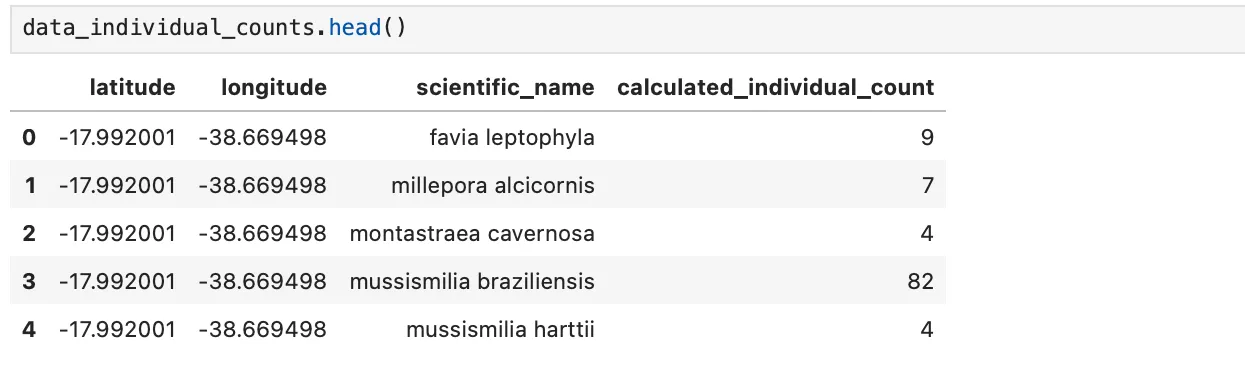 data_individual_counts.head()
latitude longitude scientific_name calculated_individual_count
0 -17.992001 -38.669498 favia leptophyla 9
1 -17.992001 -38.669498 millepora alcicornis 7
2 -17.992001 -38.669498 montastraea cavernosa 4
3 -17.992001 -38.669498 mussismilia braziliensis 82
4 -17.992001 -38.669498 mussismilia harttii 4